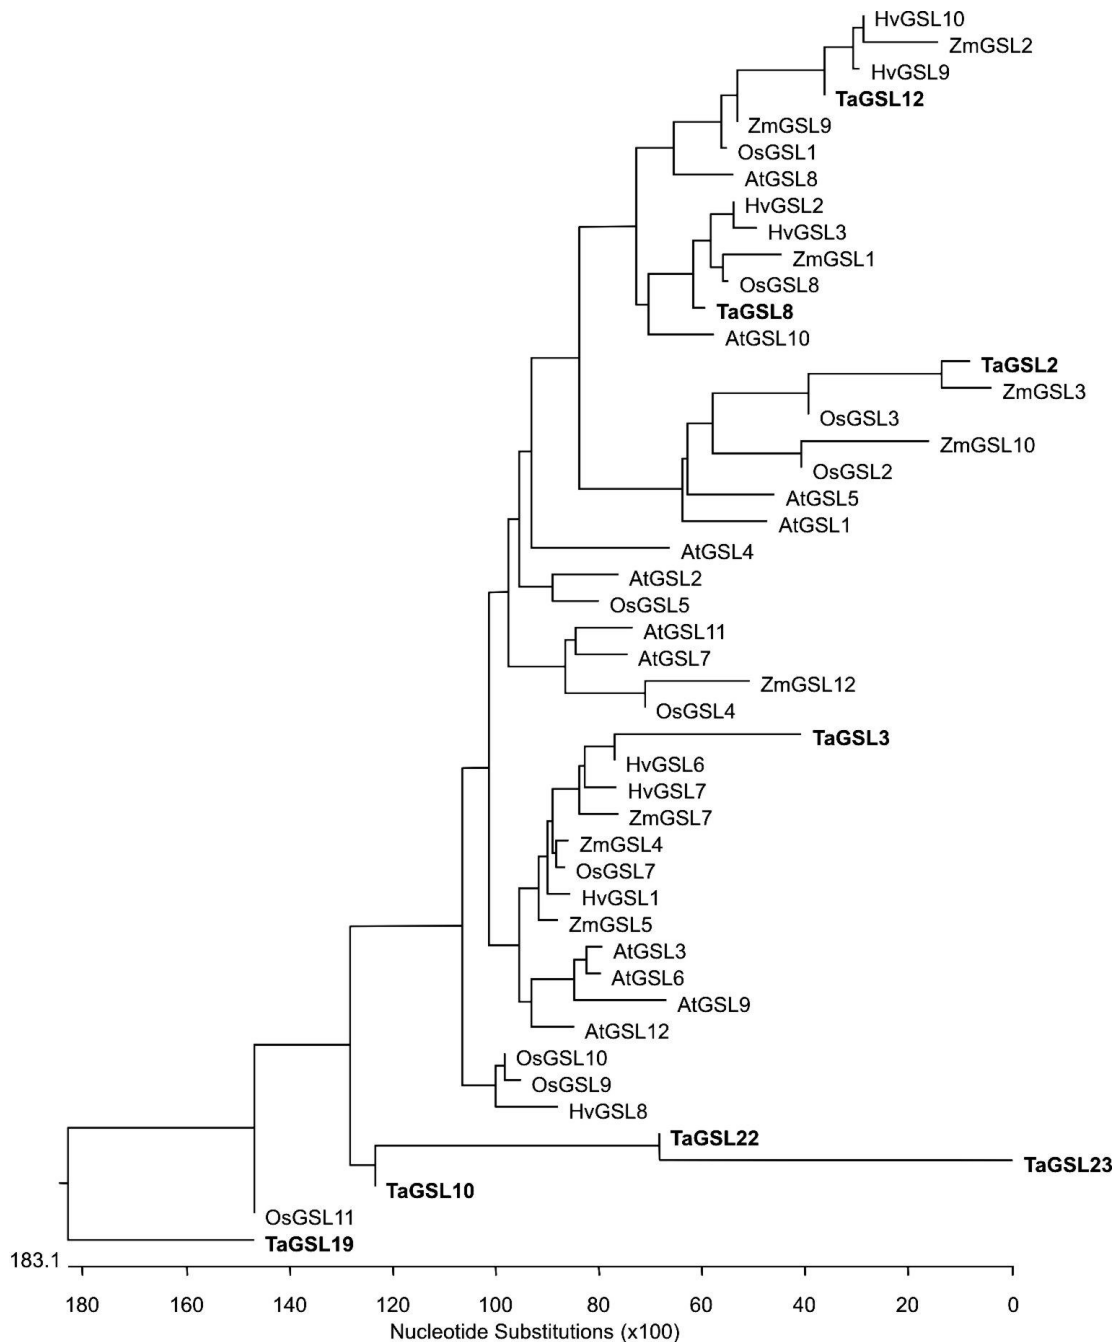 HvGSL10
ZmGSL2
HvGSL9
TaGSL12
ZmGSL9
OsGSL1
AtGSL8
HvGSL2
HvGSL3
ZmGSL1
OsGSL8
TaGSL8
AtGSL10
TaGSL2
ZmGSL3
OsGSL3
ZmGSL10
OsGSL2
AtGSL5
AtGSL1
AtGSL4
AtGSL2
OsGSL5
AtGSL11
AtGSL7
ZmGSL12
OsGSL4
TaGSL3
HvGSL6
HvGSL7
ZmGSL7
ZmGSL4
OsGSL7
HvGSL1
ZmGSL5
AtGSL3
AtGSL6
AtGSL9
AtGSL12
OsGSL10
OsGSL9
HvGSL8
TaGSL22
TaGSL23
TaGSL10
OsGSL11
TaGSL19
183.1
180 160 140 120 100 80 60 40 20 0
Nucleotide Substitutions (x100)